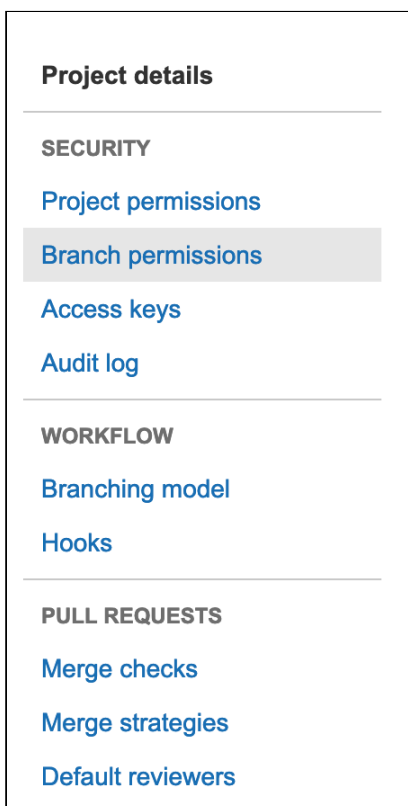 Project details
SECURITY
Project permissions
Branch permissions
Access keys
Audit log
WORKFLOW
Branching model
Hooks
PULL REQUESTS
Merge checks
Merge strategies
Default reviewers